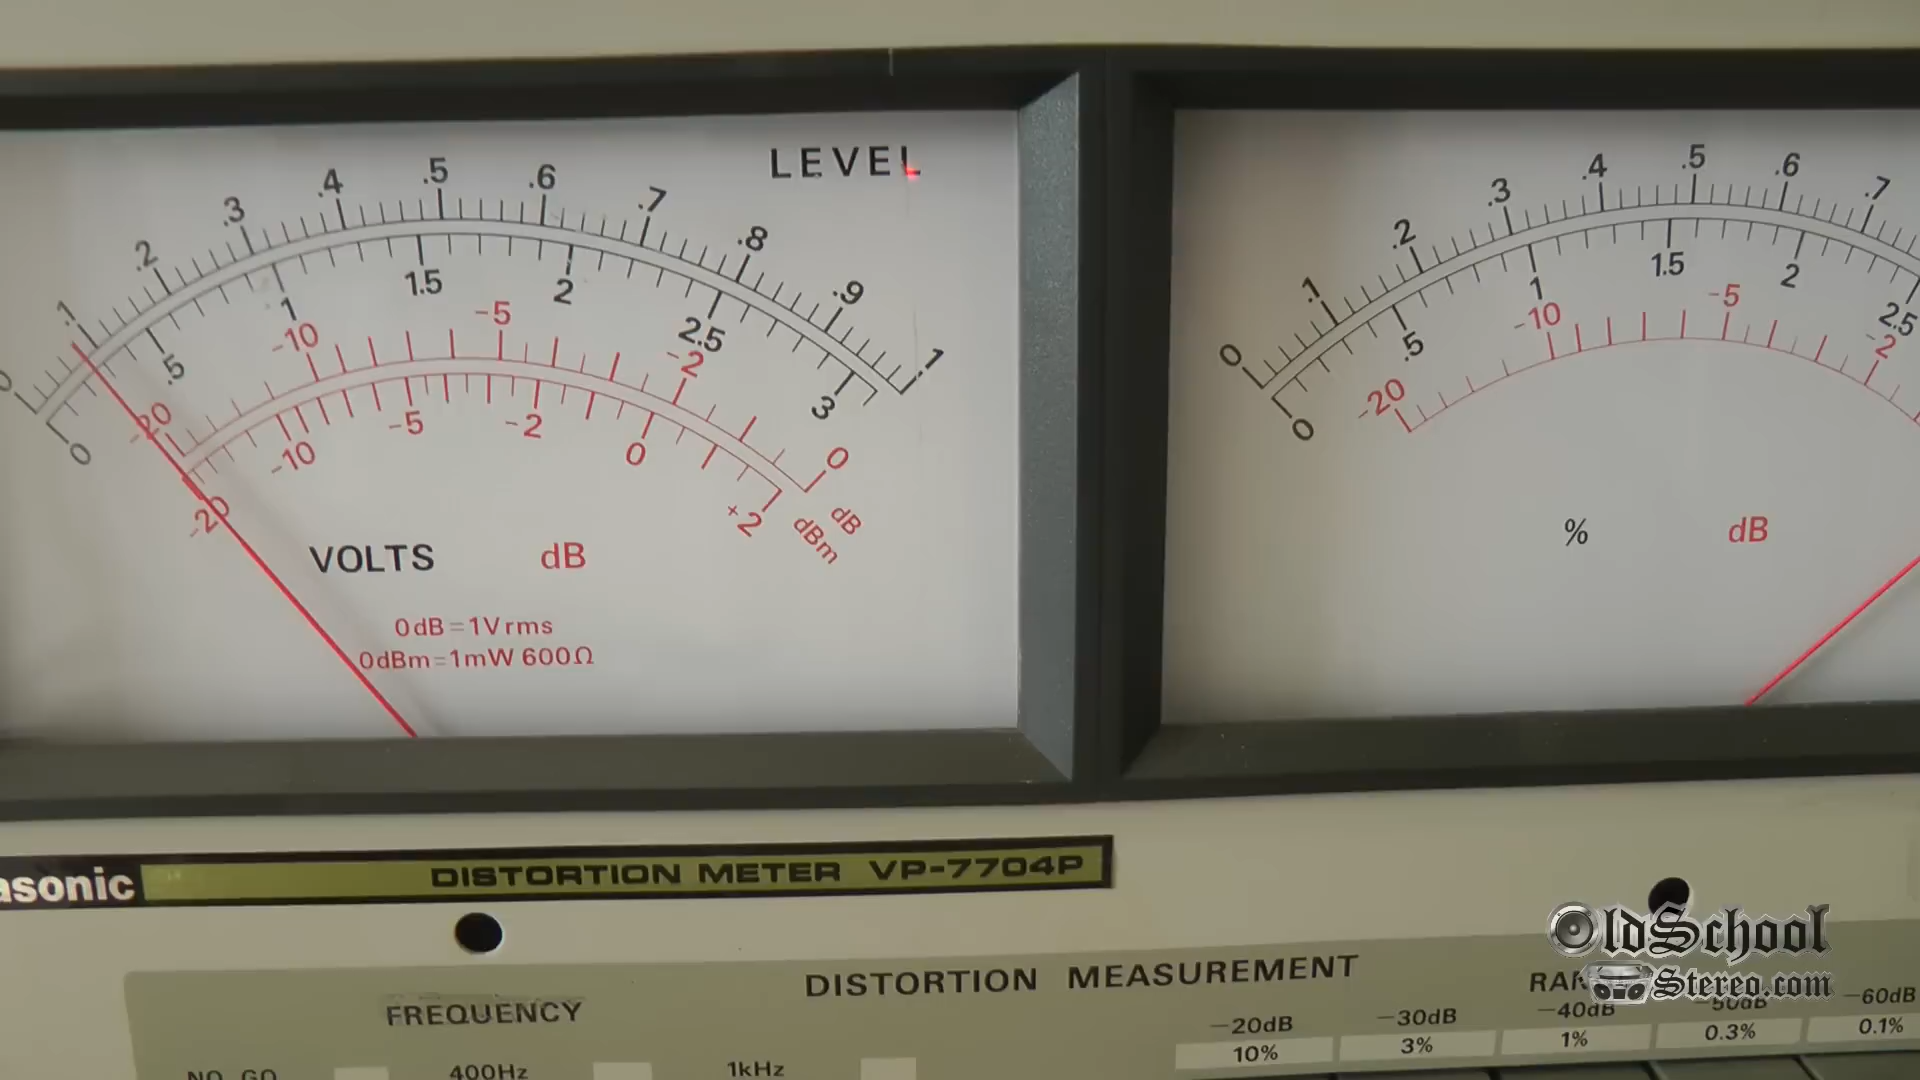 LEVEL
0 .1 .2 .3 .4 .5 .6 .7 .8 .9 .1
0 .5 1 1.5 2 2.5 3
-20 -10 -5 -2 0 dB
-20 -10 -5 -2 0 +2 dBm
VOLTS dB
0dB=1Vrms
0dBm=1mW 600Ω
0 .1 .2 .3 .4 .5 .6 .7
0 .5 1 1.5 2 2.5
-20 -10 -5 -2
% dB
asonic DISTORTION METER VP-7704P
OldSchool
Stereo.com
DISTORTION MEASUREMENT
FREQUENCY
-20dB -30dB -40dB -50dB -60dB
10% 3% 1% 0.3% 0.1%
400Hz 1kHz